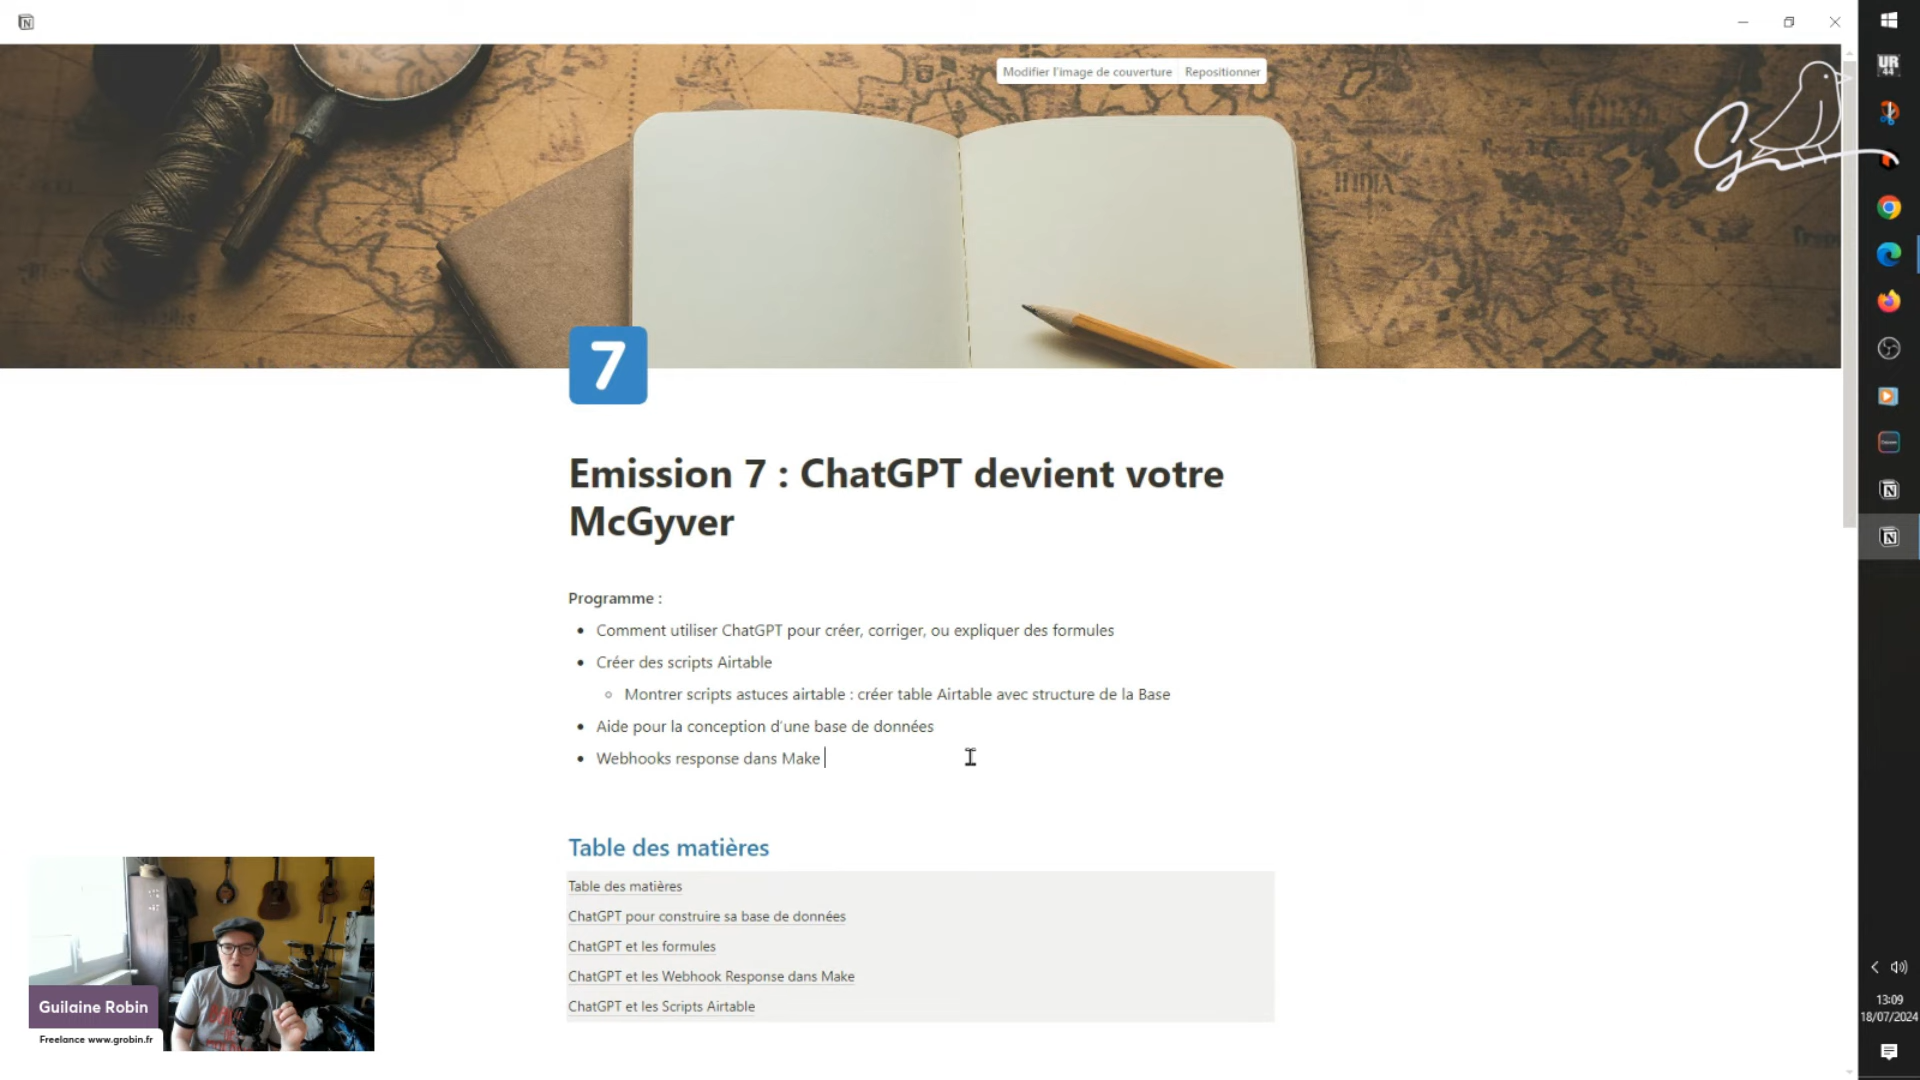 Modifier l'image de couverture Repositionner
UR
44
INDIA
7
Emission 7 : ChatGPT devient votre
McGyver
Programme :
• Comment utiliser ChatGPT pour créer, corriger, ou expliquer des formules
• Créer des scripts Airtable
◦ Montrer scripts astuces airtable : créer table Airtable avec structure de la Base
• Aide pour la conception d'une base de données
• Webhooks response dans Make
Table des matières
Table des matières
ChatGPT pour construire sa base de données
ChatGPT et les formules
ChatGPT et les Webhook Response dans Make
ChatGPT et les Scripts Airtable
Guilaine Robin
Freelance www.grobin.fr
13:09
18/07/2024